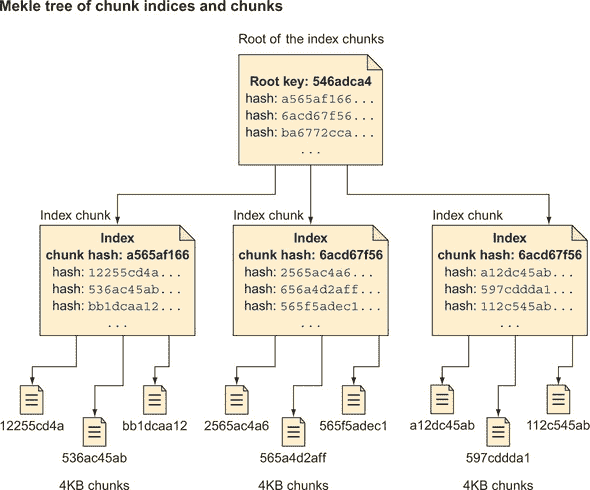 Mekle tree of chunk indices and chunks
Root of the index chunks
Root key: 546adca4
hash: a565af166...
hash: 6acd67f56...
hash: ba6772cca...
...
Index chunk
Index
chunk hash: a565af166
hash: 12255cd4a...
hash: 536ac45ab...
hash: bb1dcaa12...
...
Index chunk
Index
chunk hash: 6acd67f56
hash: 2565ac4a6...
hash: 656a4d2aff...
hash: 565f5adec1...
...
Index chunk
Index
chunk hash: 6acd67f56
hash: a12dc45ab...
hash: 597cddda1...
hash: 112c545ab...
...
12255cd4a
536ac45ab
bb1dcaa12
4KB chunks
2565ac4a6
565a4d2aff
565f5adec1
4KB chunks
a12dc45ab
597cddda1
112c545ab
4KB chunks